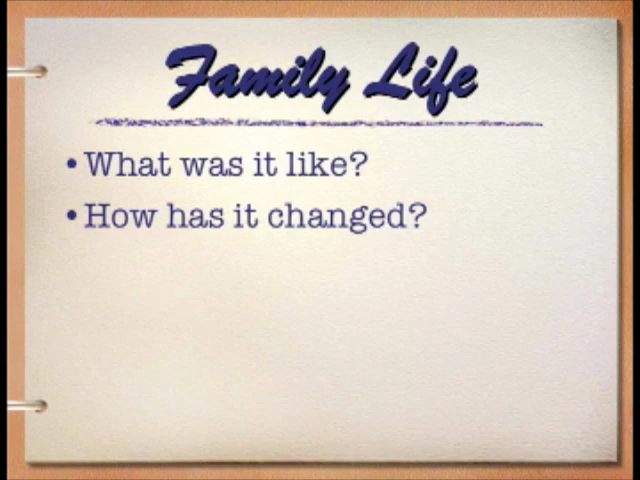 Family Life
• What was it like?
• How has it changed?